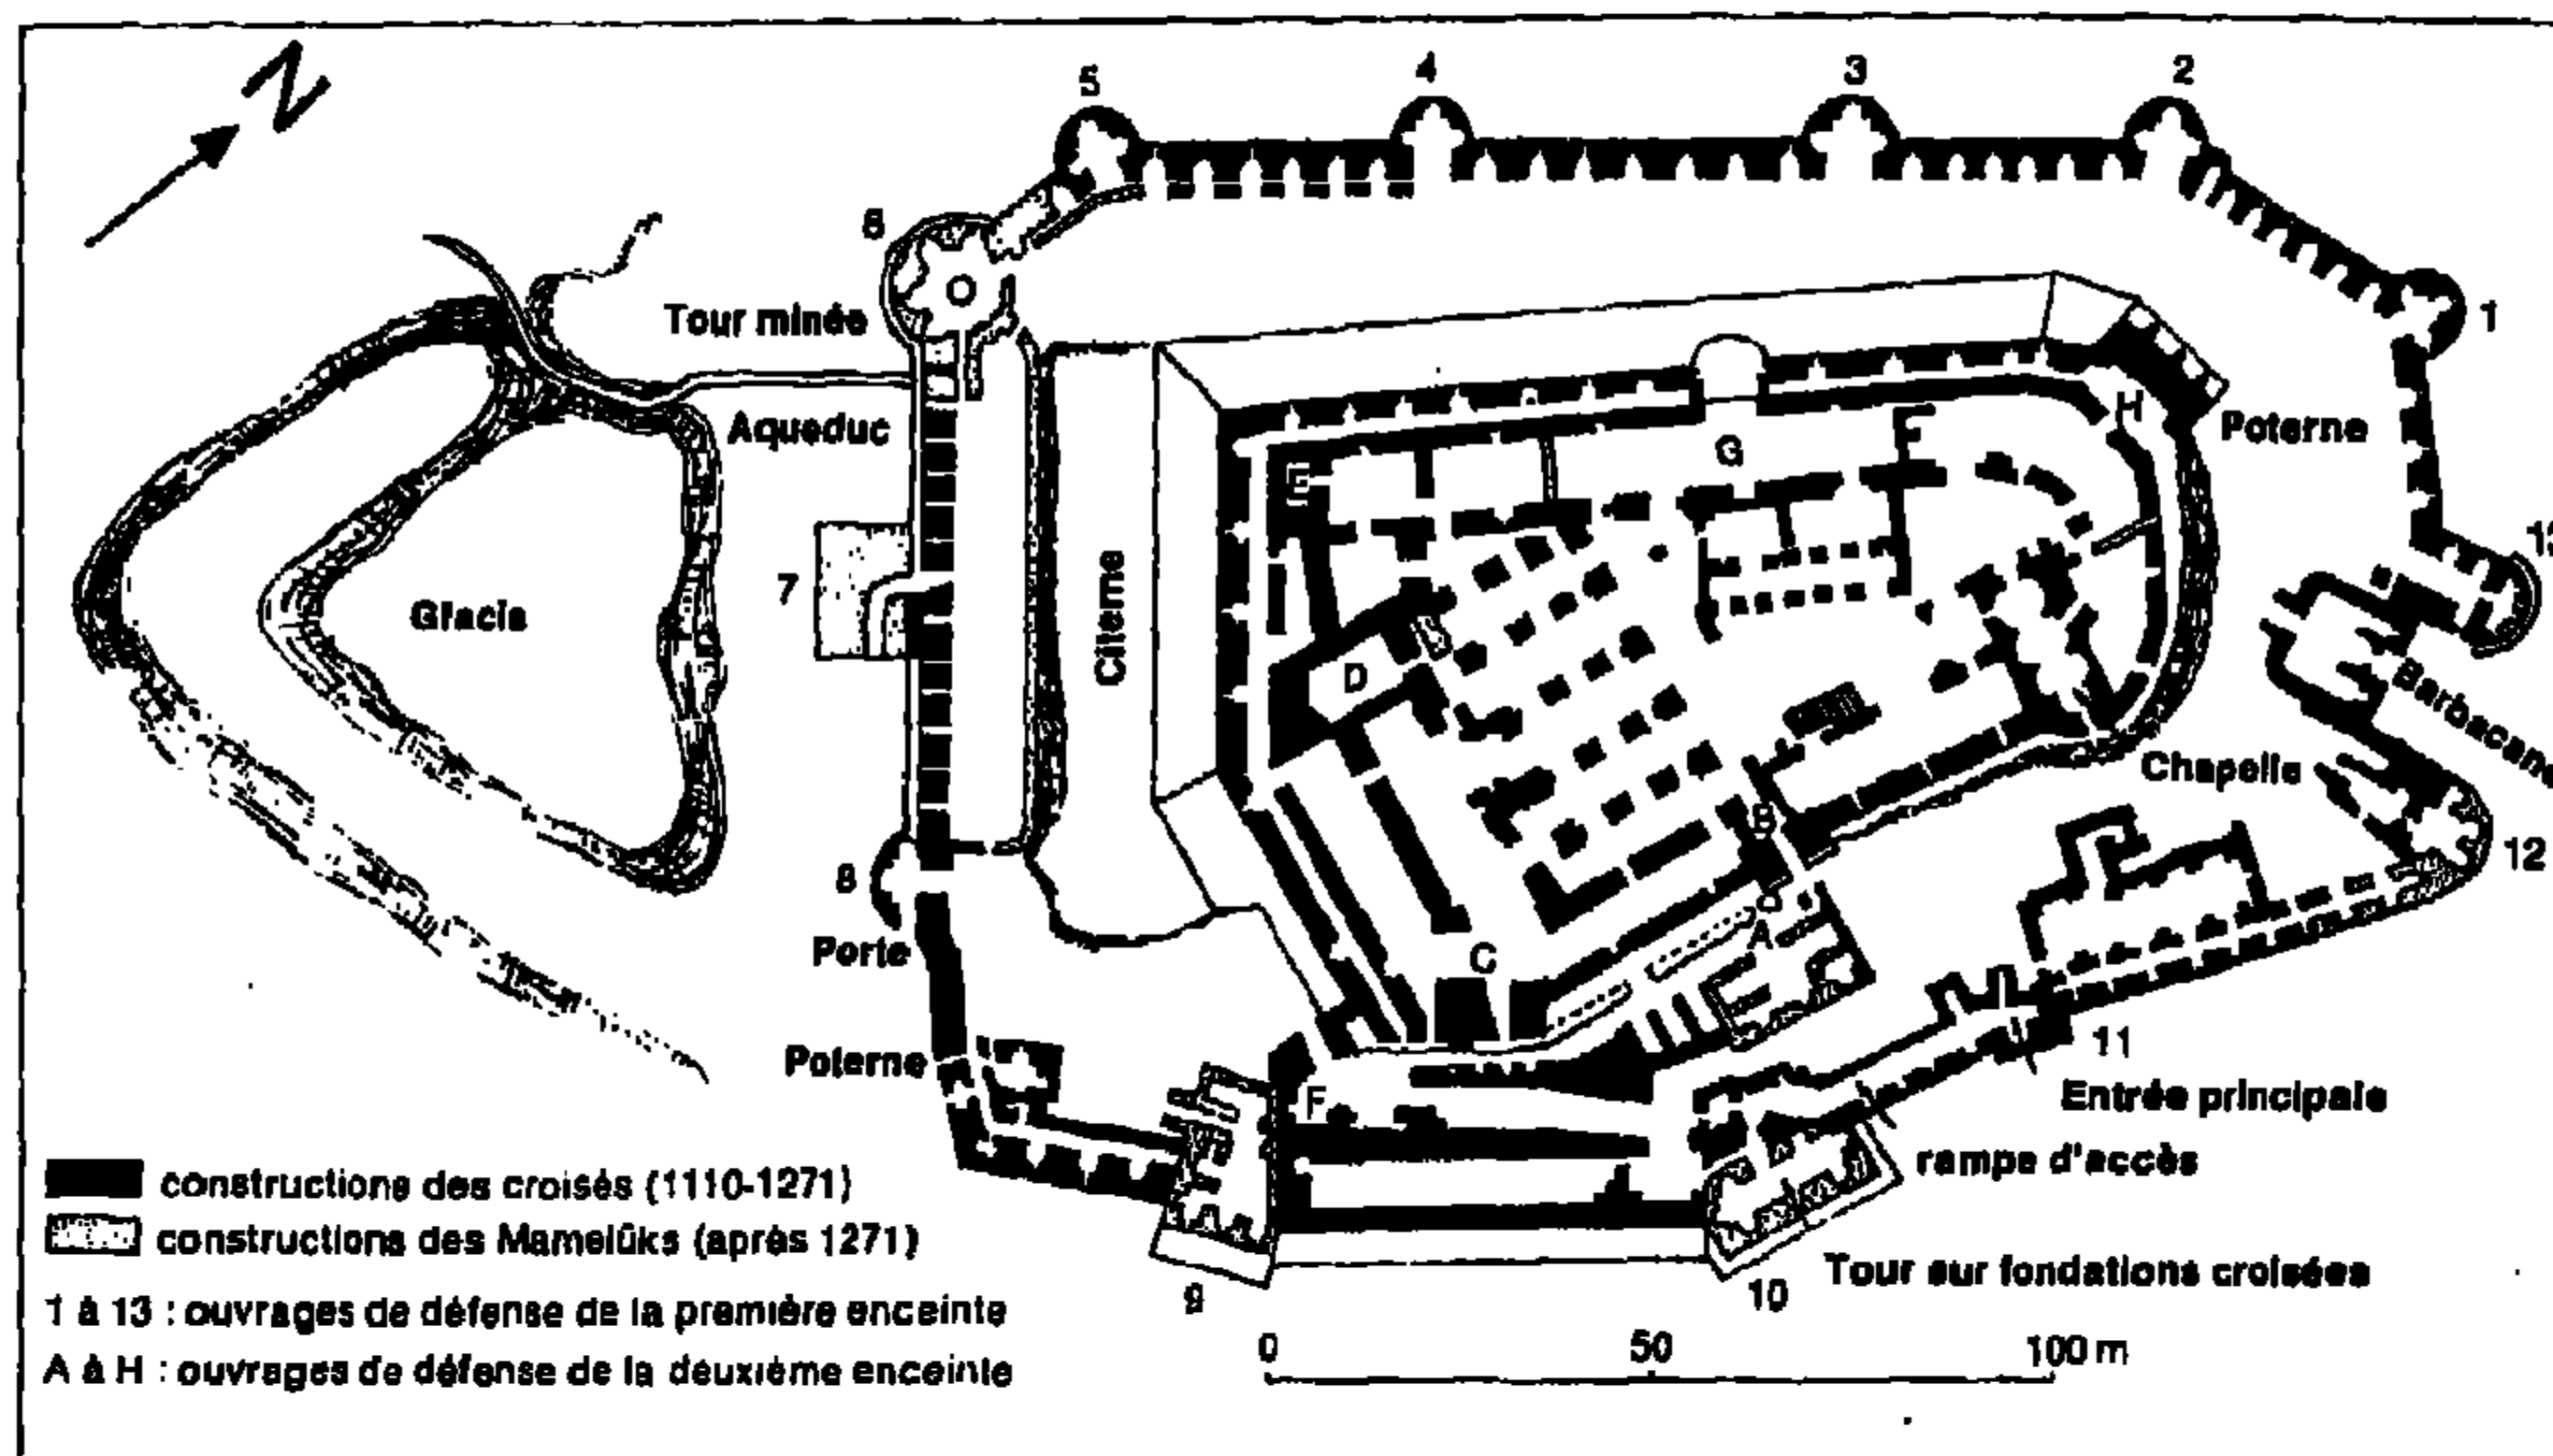 N
5 4 3 2
6
Tour minée
1
Aqueduc
H
Poterne
G
E
7
Glacis
Citerne
D
Barbacane
Chapelle
B
12
8
Porte
C
A
11
Poterne
F
Entrée principale
rampe d'accès
constructions des croisés (1110-1271)
constructions des Mamelûks (après 1271)
Tour sur fondations croisées
9
10
1 à 13 : ouvrages de défense de la première enceinte
0 50 100 m
A à H : ouvrages de défense de la deuxième enceinte